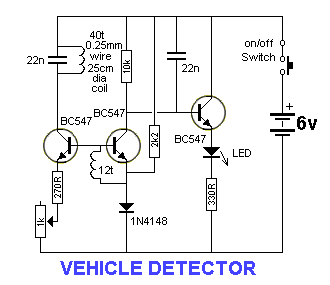 40t
0.25mm
wire
25cm
dia
coil
22n
10k
22n
on/off
Switch
BC547
BC547
BC547
2k2
12t
270R
1k
1N4148
LED
330R
+
6v
VEHICLE DETECTOR